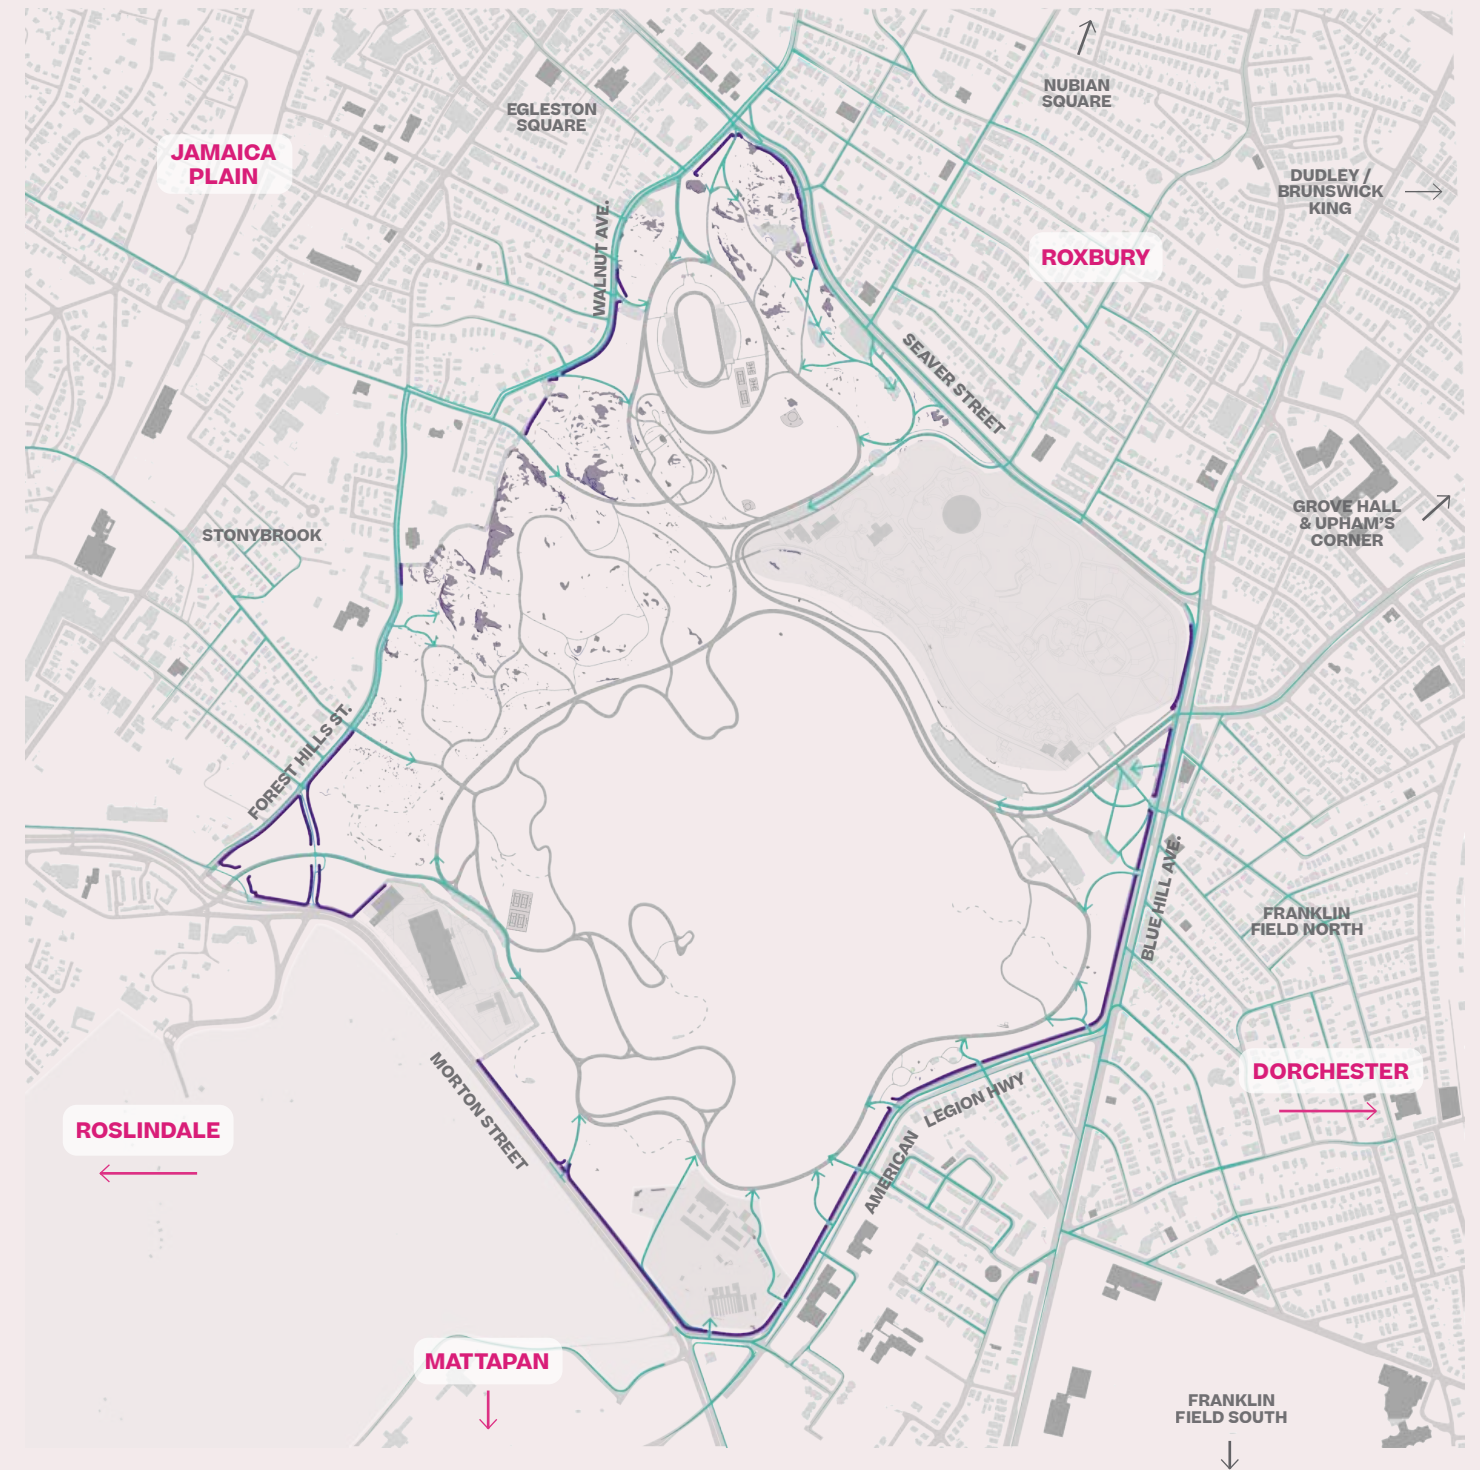 NUBIAN
SQUARE
EGLESTON
SQUARE
JAMAICA
PLAIN
DUDLEY /
BRUNSWICK
KING
WALNUT AVE.
ROXBURY
SEAVER STREET
GROVE HALL
& UPHAM'S
CORNER
STONYBROOK
FOREST HILLS ST.
BLUE HILL AVE.
FRANKLIN
FIELD NORTH
MORTON STREET
DORCHESTER
AMERICAN LEGION HWY
ROSLINDALE
MATTAPAN
FRANKLIN
FIELD SOUTH